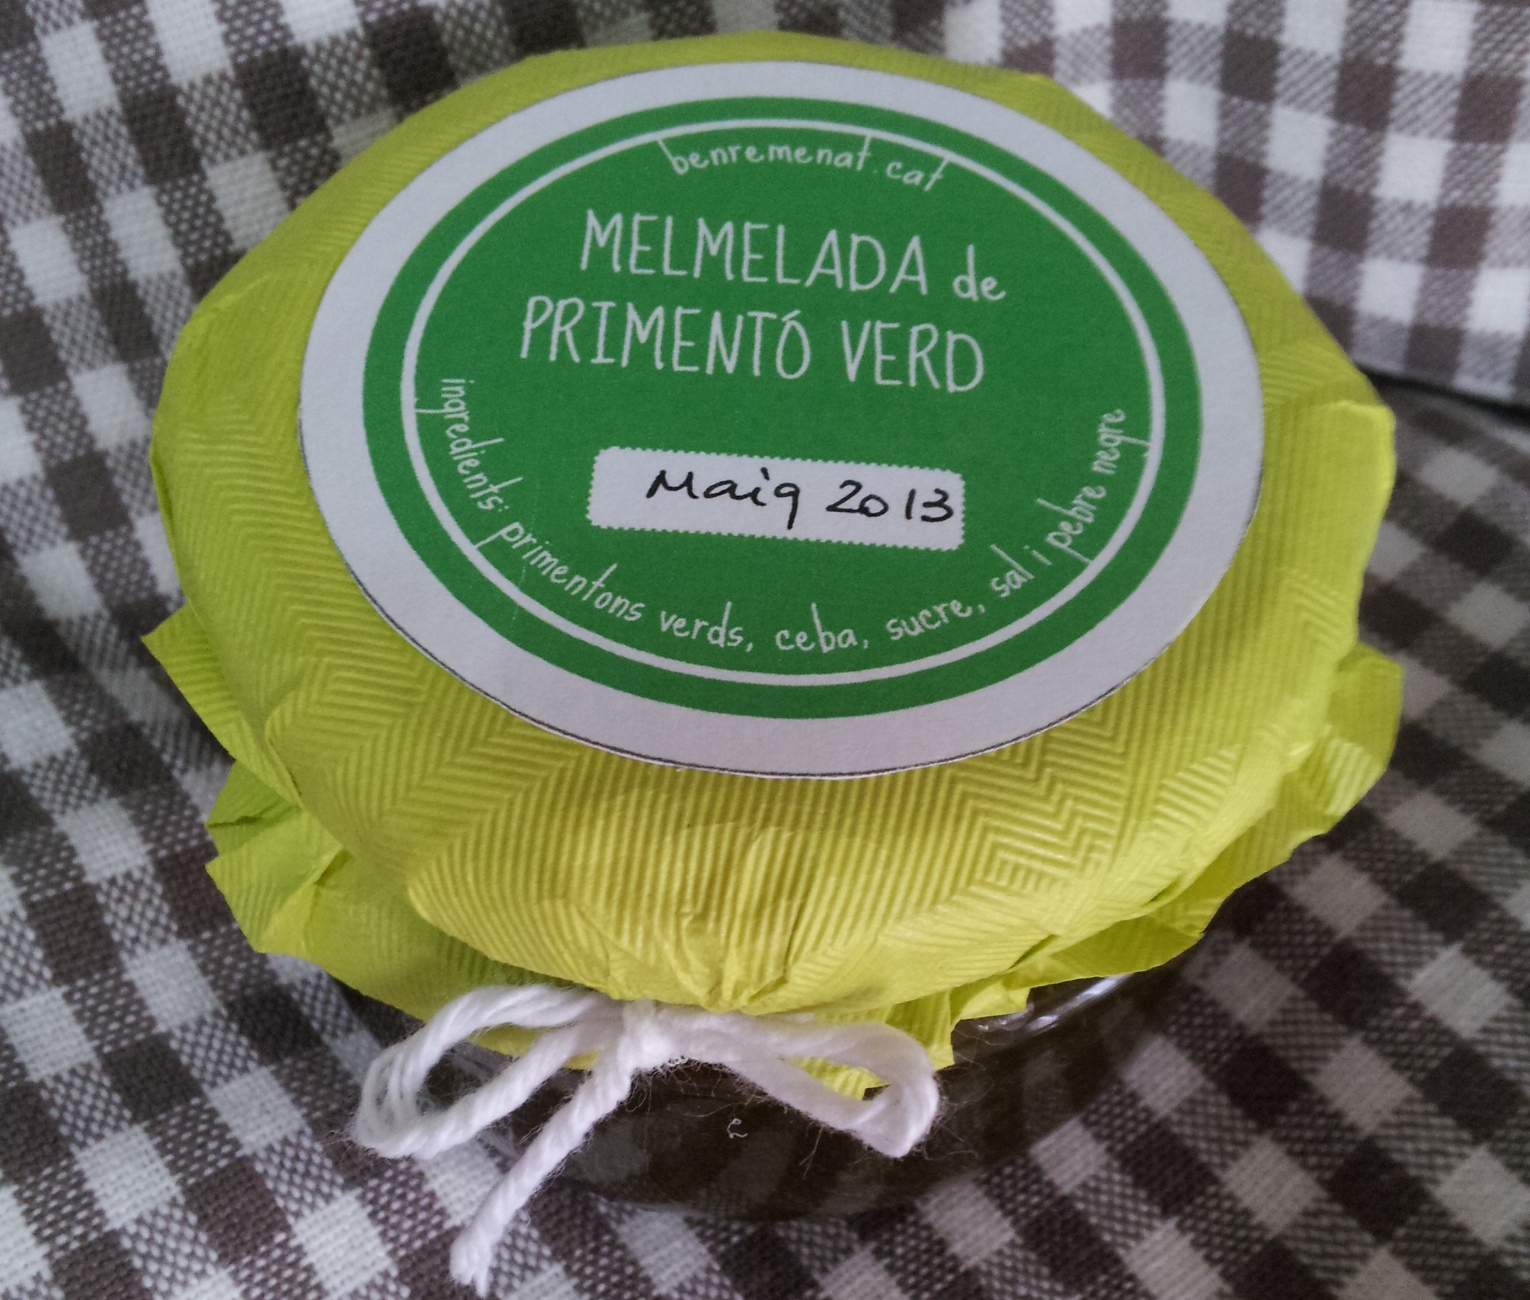 benremenat.cat
MELMELADA de
PRIMENTÓ VERD
Maig 2013
ingredients: primentons verds, ceba, sucre, sal i pebre negre